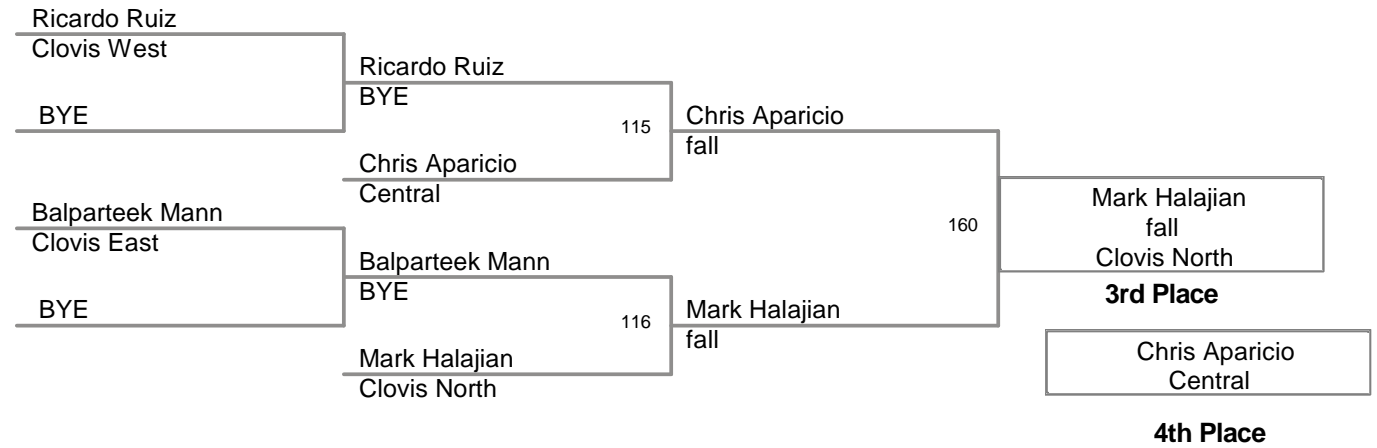 Ricardo Ruiz
Clovis West
BYE
Balparteek Mann
Clovis East
BYE
Ricardo Ruiz
BYE
115
Chris Aparicio
Central
Balparteek Mann
BYE
116
Mark Halajian
Clovis North
Chris Aparicio
fall
160
Mark Halajian
fall
Mark Halajian
fall
Clovis North
3rd Place
Chris Aparicio
Central
4th Place